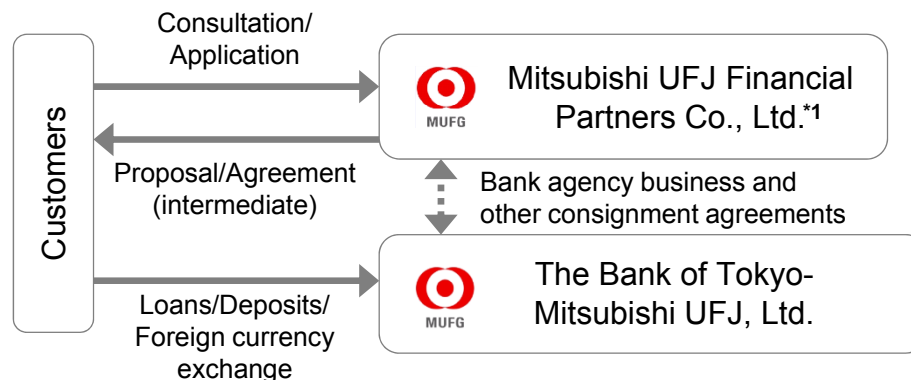 Consultation/
Application
Customers
MUFG
Mitsubishi UFJ Financial
Partners Co., Ltd.*1
Proposal/Agreement
(intermediate)
Bank agency business and
other consignment agreements
MUFG
The Bank of Tokyo-
Mitsubishi UFJ, Ltd.
Loans/Deposits/
Foreign currency
exchange